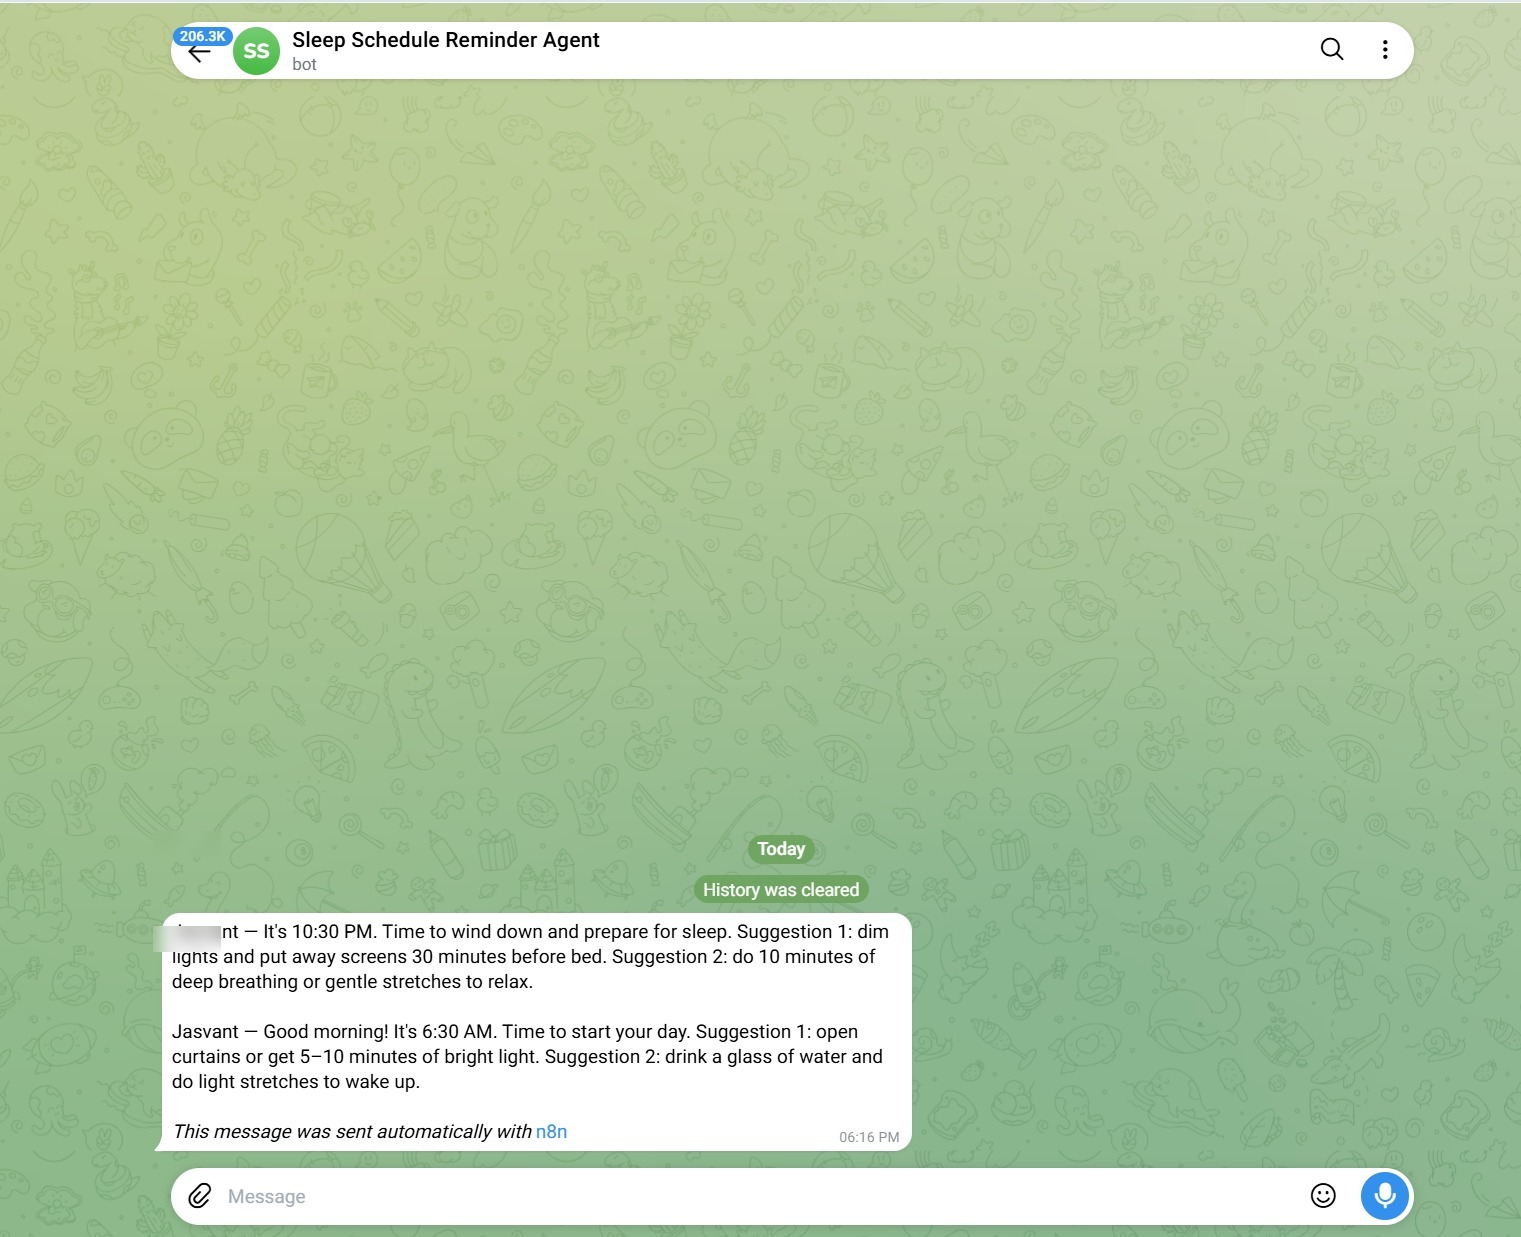 206.3K
SS
Sleep Schedule Reminder Agent
bot
Today
History was cleared
— It's 10:30 PM. Time to wind down and prepare for sleep. Suggestion 1: dim
lights and put away screens 30 minutes before bed. Suggestion 2: do 10 minutes of
deep breathing or gentle stretches to relax.
Jasvant — Good morning! It's 6:30 AM. Time to start your day. Suggestion 1: open
curtains or get 5–10 minutes of bright light. Suggestion 2: drink a glass of water and
do light stretches to wake up.
This message was sent automatically with n8n
06:16 PM
Message